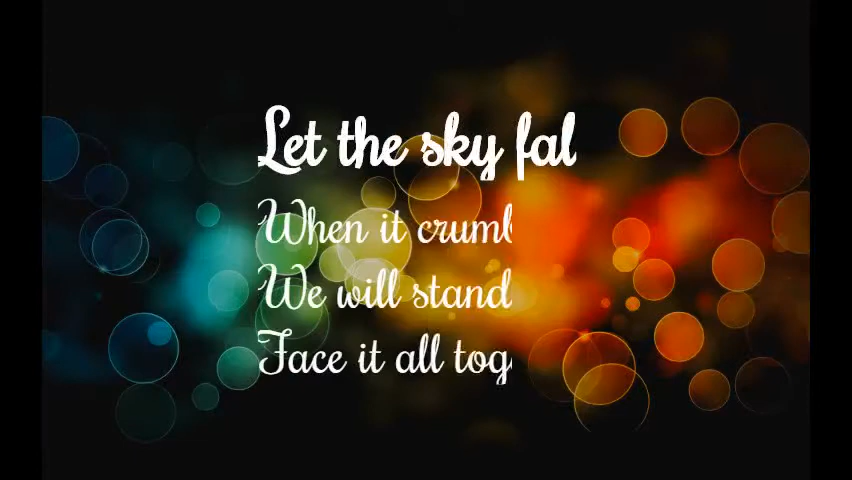 Let the sky fal
When it crumb
We will stand
Face it all tog